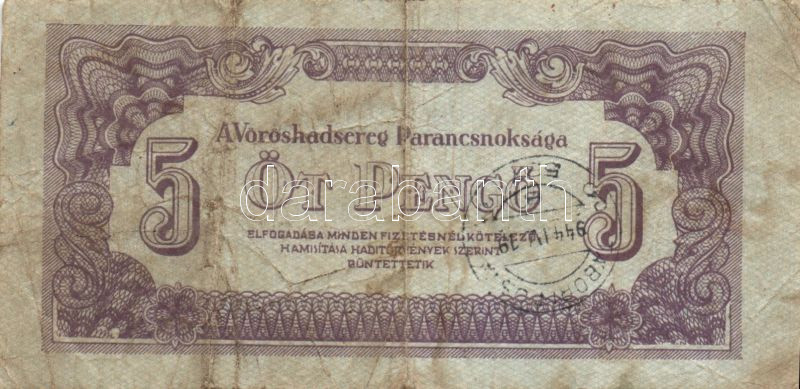 A Vöröshadsereg Parancsnoksága
5 ÖT PENGŐ 5
ELFOGADÁSA MINDEN FIZETÉSNÉL KÖTELEZŐ,
HAMISÍTÁSA HADITÖRVÉNYEK SZERINT
BÜNTETTETIK
darabanth